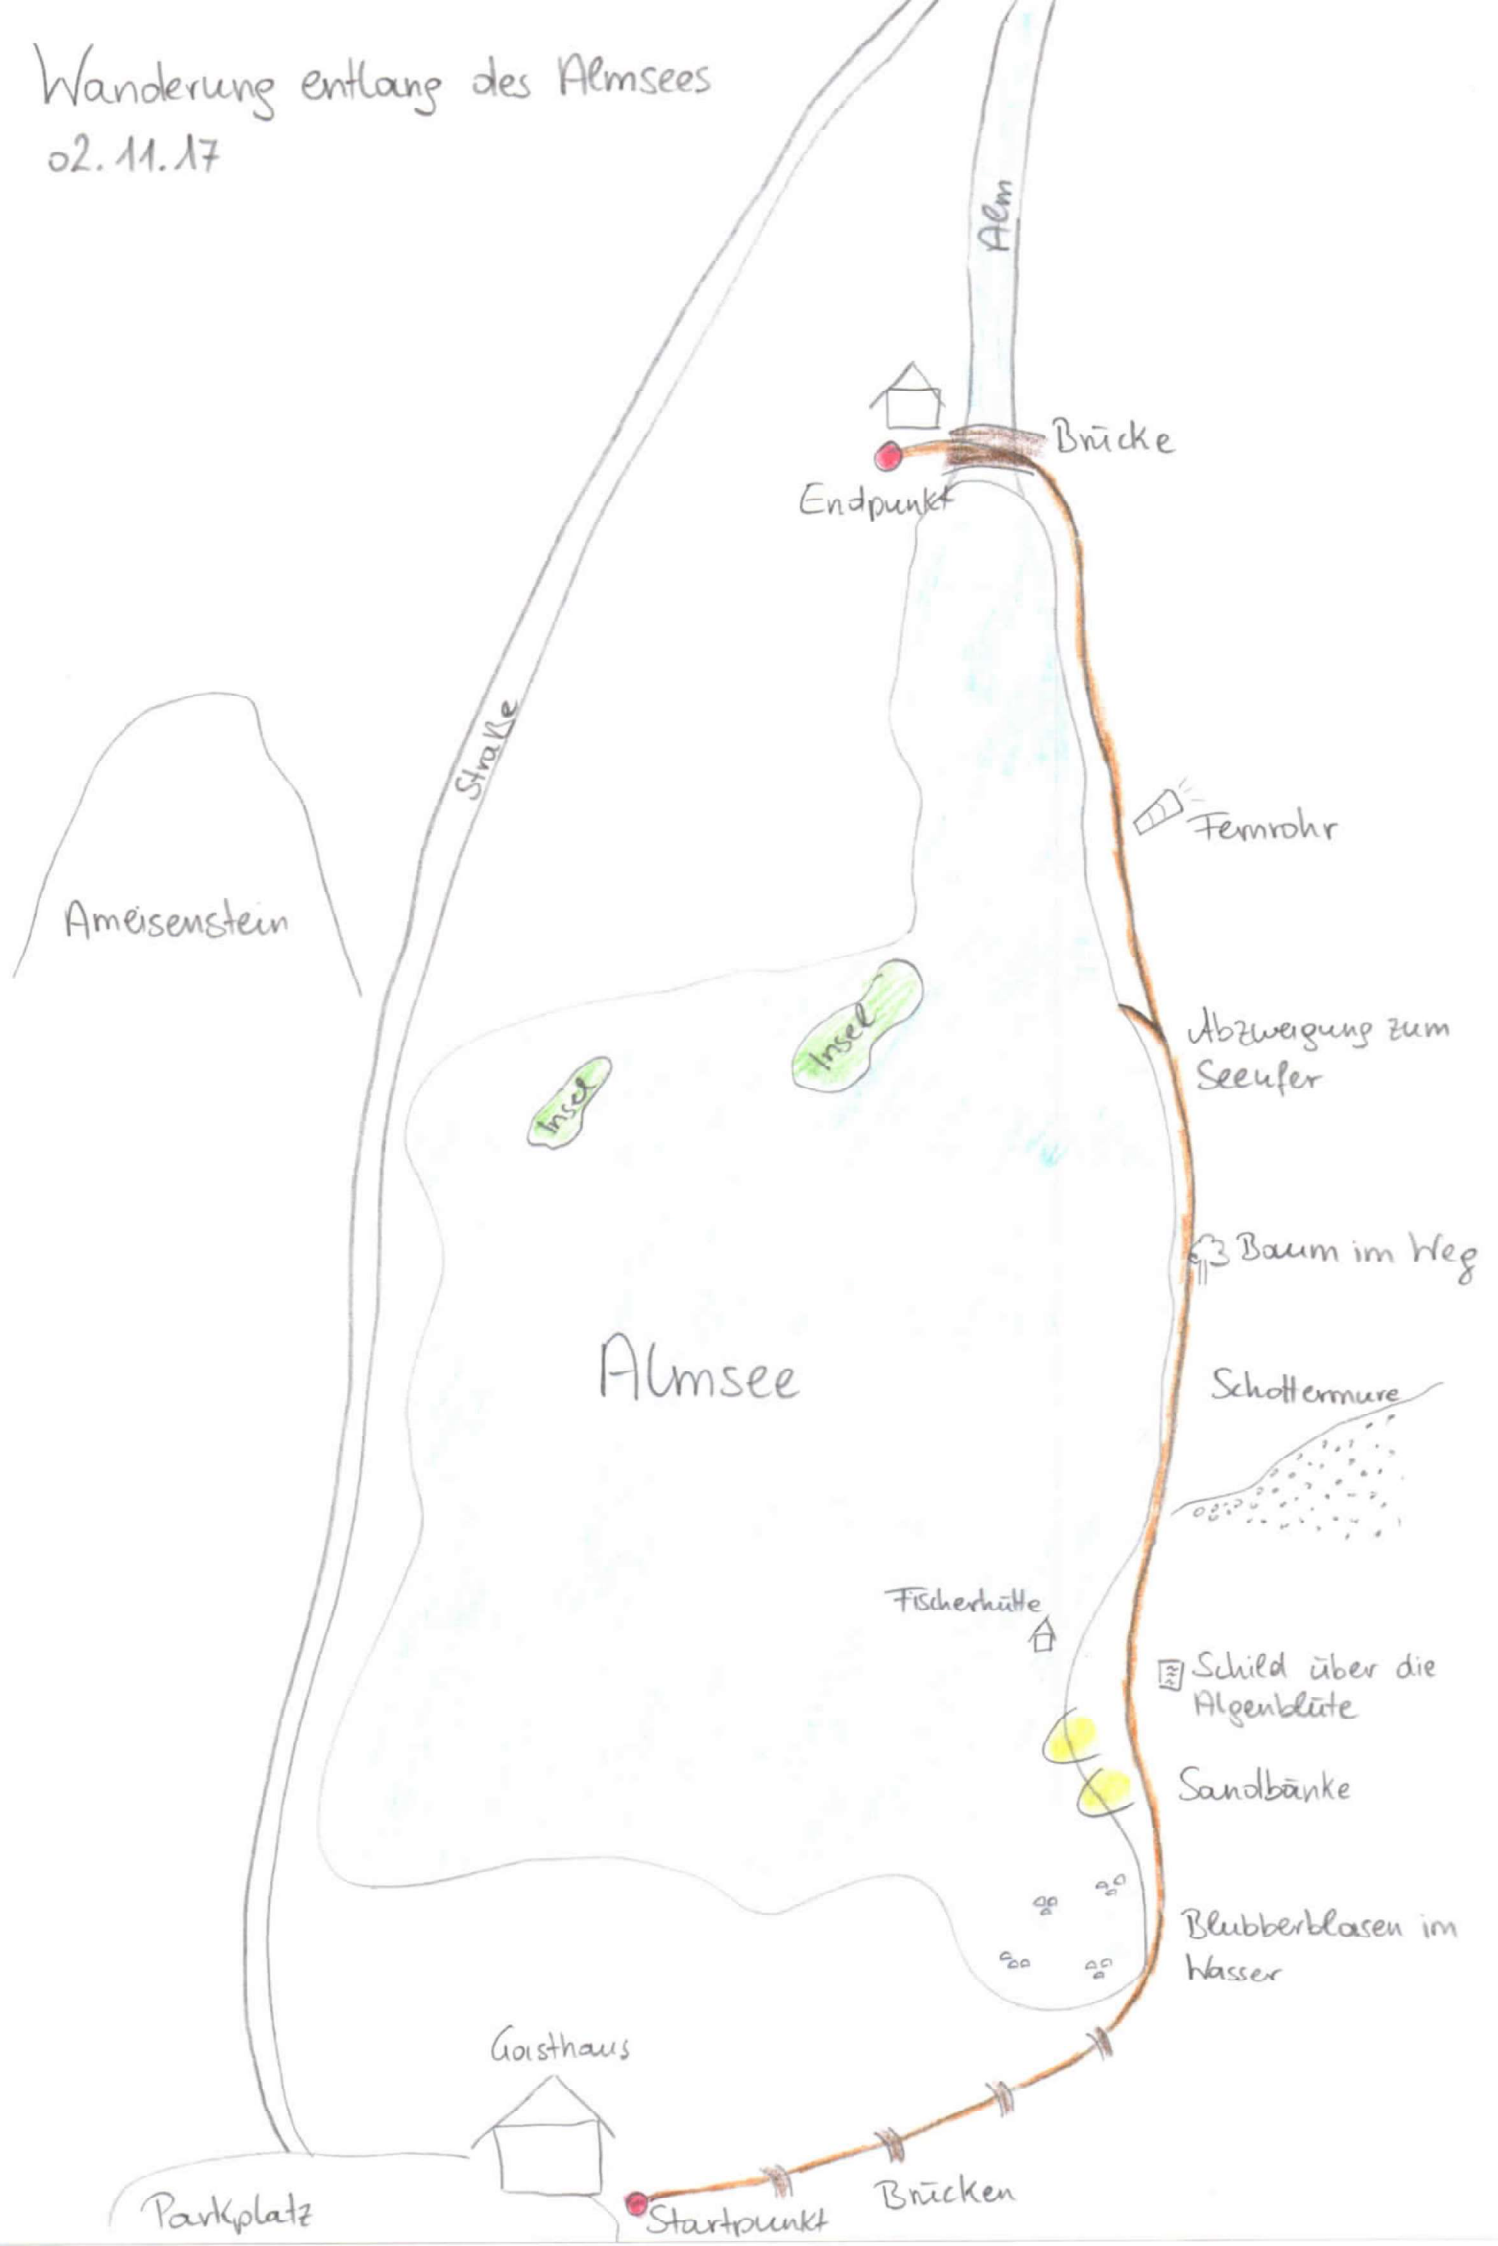 Wanderung entlang des Almsees
02.11.17
Alm
Brücke
Endpunkt
Straße
Fernrohr
Ameisenstein
Abzweigung zum
Seeufer
Insel
Insel
Baum im Weg
Almsee
Schottermure
Fischerhütte
Schild über die
Algenblüte
Sandbänke
Blubberblasen im
Wasser
Gasthaus
Brücken
Parkplatz
Startpunkt